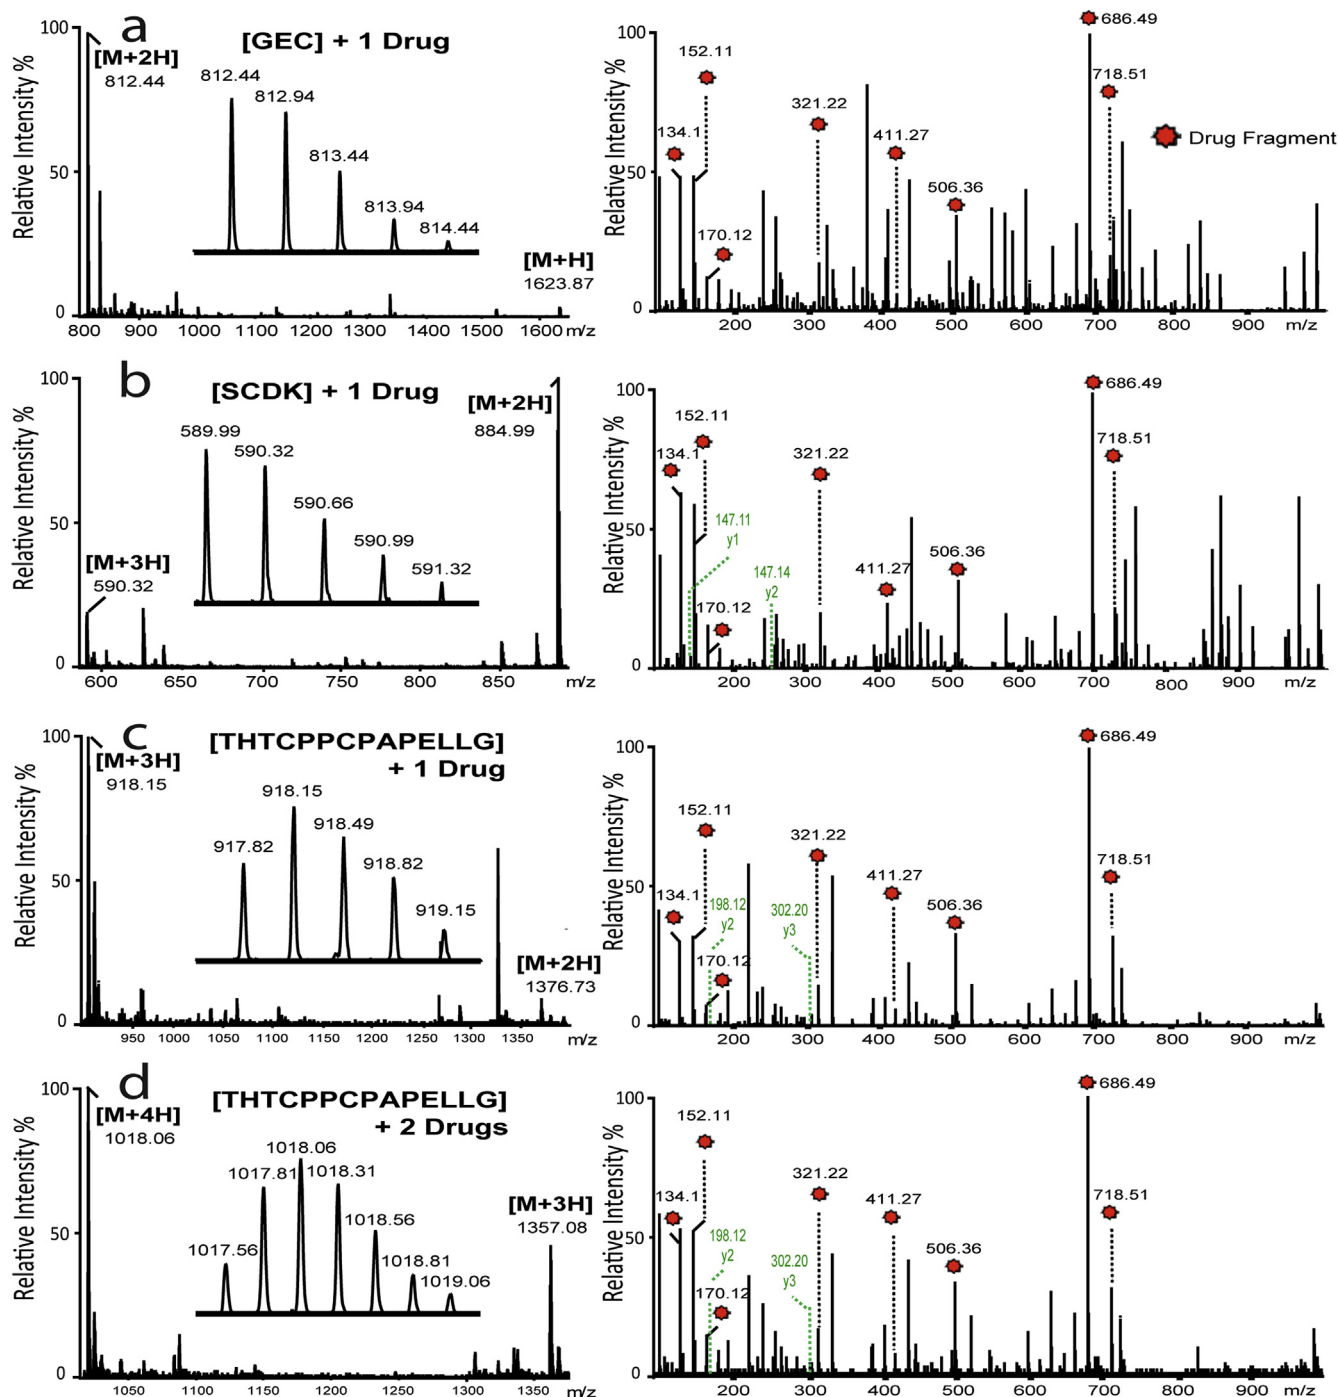 a
100
50
0
Relative Intensity %
[M+2H]
812.44
[GEC] + 1 Drug
812.44
812.94
813.44
813.94
814.44
[M+H]
1623.87
800 900 1000 1100 1200 1300 1400 1500 1600 m/z
100
50
0
Relative Intensity %
134.1
152.11
170.12
321.22
411.27
506.36
686.49
718.51
Drug Fragment
200 300 400 500 600 700 800 900 m/z
b
100
50
0
Relative Intensity %
[SCDK] + 1 Drug
[M+2H]
884.99
589.99
590.32
590.66
590.99
591.32
[M+3H]
590.32
600 650 700 750 800 850 m/z
100
50
0
Relative Intensity %
134.1
152.11
147.11
y1
147.14
y2
170.12
321.22
411.27
506.36
686.49
718.51
200 300 400 500 600 700 800 900 m/z
c
100
50
0
Relative Intensity %
[M+3H]
918.15
[THTCPPCPAPELLG]
+ 1 Drug
917.82
918.15
918.49
918.82
919.15
[M+2H]
1376.73
950 1000 1050 1100 1150 1200 1250 1300 1350 m/z
100
50
0
Relative Intensity %
134.1
152.11
198.12
y2
302.20
y3
170.12
321.22
411.27
506.36
686.49
718.51
200 300 400 500 600 700 800 900 m/z
d
100
50
0
Relative Intensity %
[M+4H]
1018.06
[THTCPPCPAPELLG]
+ 2 Drugs
1017.56
1017.81
1018.06
1018.31
1018.56
1018.81
1019.06
[M+3H]
1357.08
1050 1100 1150 1200 1250 1300 1350 m/z
100
50
0
Relative Intensity %
134.1
152.11
198.12
y2
302.20
y3
170.12
321.22
411.27
506.36
686.49
718.51
200 300 400 500 600 700 800 900 m/z